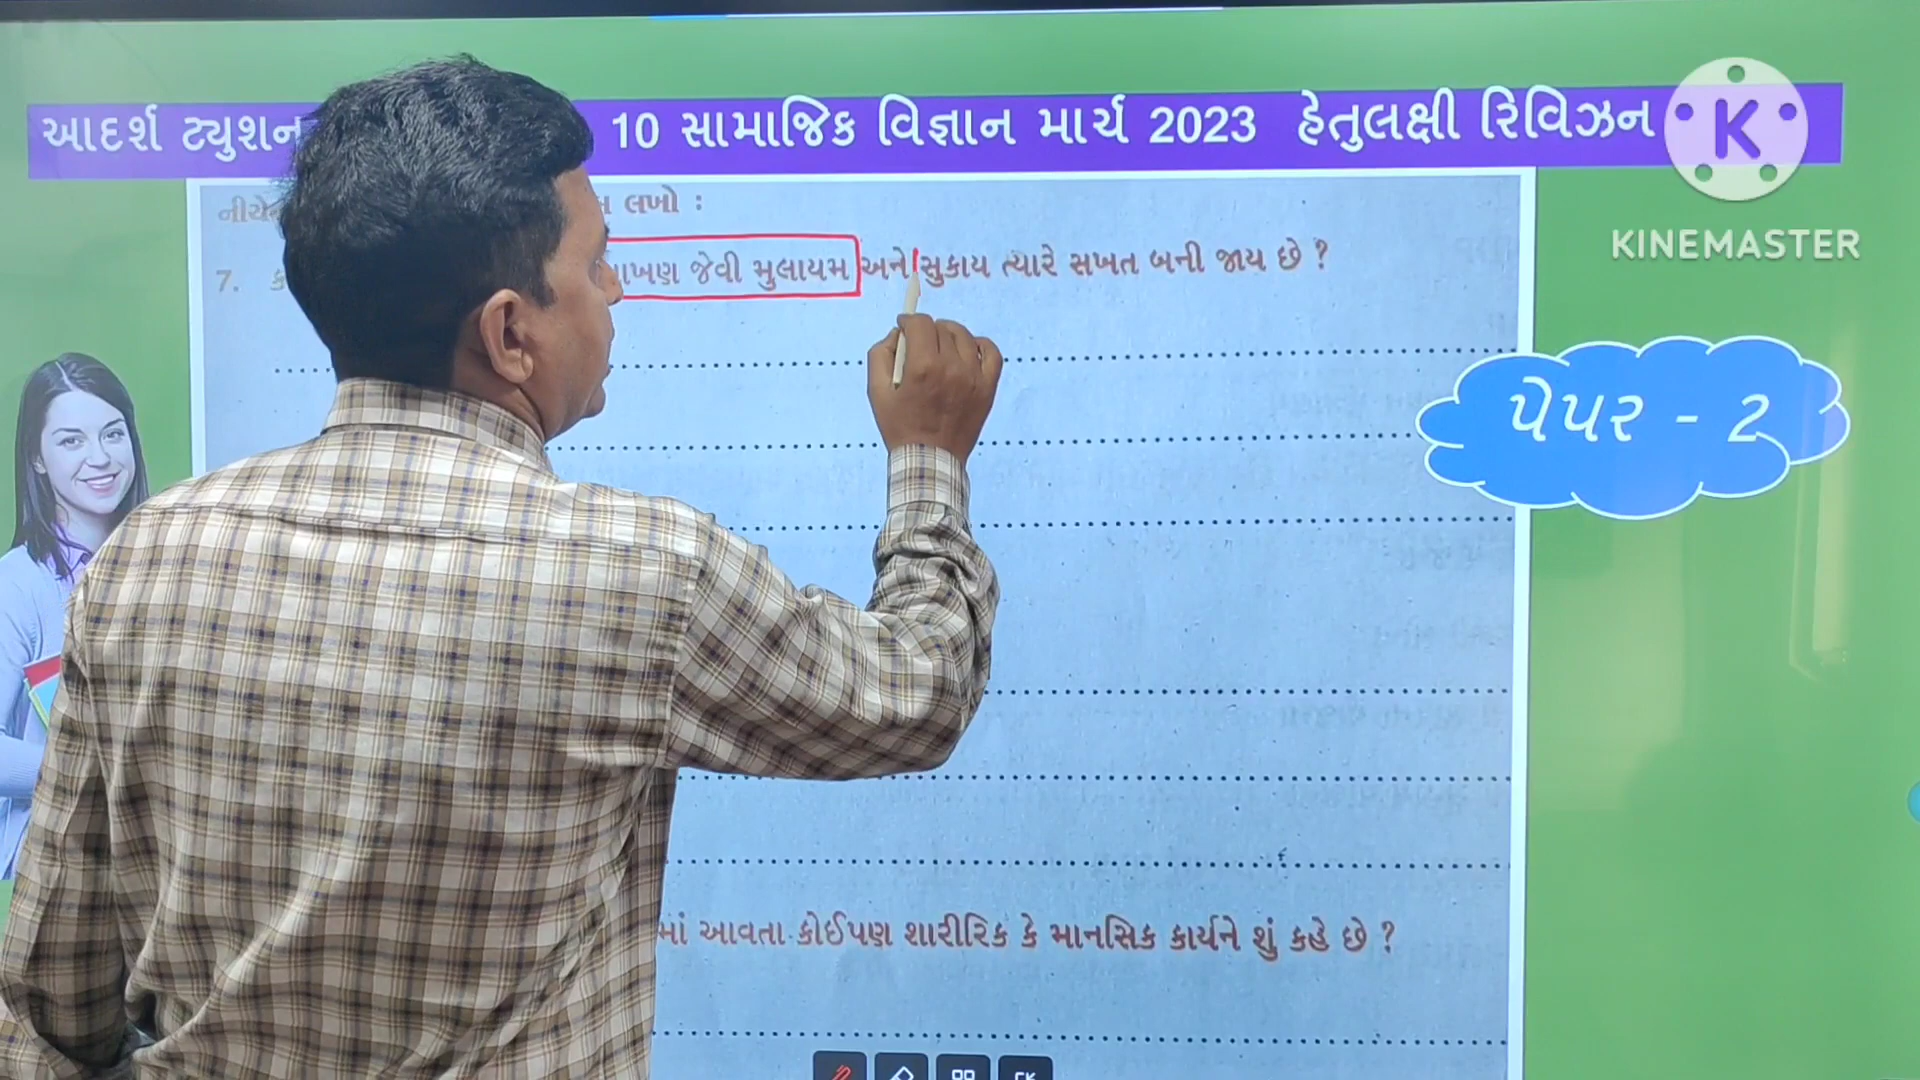 આદર્શ ટ્યુશન 10 સામાજિક વિજ્ઞાન માર્ચ 2023 હેતુલક્ષી રિવિઝન
K
KINEMASTER
લખો :
7. જેવી મુલાયમ અને સુકાય ત્યારે સખત બની જાય છે ?
પેપર - 2
આવતા કોઈપણ શારીરિક કે માનસિક કાર્યને શું કહે છે ?